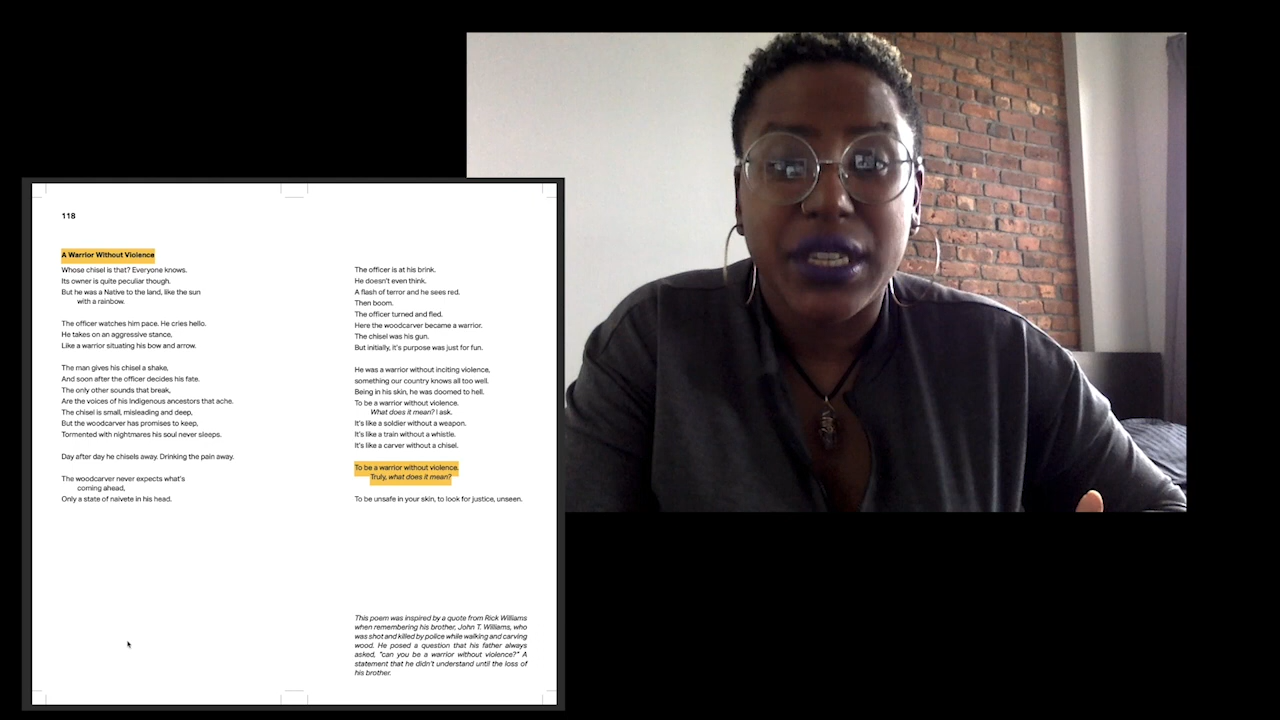 118
A Warrior Without Violence
Whose chisel is that? Everyone knows.
Its owner is quite peculiar though.
But he was a Native to the land, like the sun
with a rainbow.
The officer watches him pace. He cries hello.
He takes on an aggressive stance,
Like a warrior situating his bow and arrow.
The man gives his chisel a shake,
And soon after the officer decides his fate.
The only other sounds that break,
Are the voices of his Indigenous ancestors that ache.
The chisel is small, misleading and deep,
But the woodcarver has promises to keep,
Tormented with nightmares his soul never sleeps.
Day after day he chisels away. Drinking the pain away.
The woodcarver never expects what's
coming ahead,
Only a state of naivete in his head.
The officer is at his brink.
He doesn't even think.
A flash of terror and he sees red.
Then boom.
The officer turned and fled.
Here the woodcarver became a warrior.
The chisel was his gun.
But initially, it's purpose was just for fun.
He was a warrior without inciting violence,
something our country knows all too well.
Being in his skin, he was doomed to hell.
To be a warrior without violence.
What does it mean? I ask.
It's like a soldier without a weapon.
It's like a train without a whistle.
It's like a carver without a chisel.
To be a warrior without violence.
Truly, what does it mean?
To be unsafe in your skin, to look for justice, unseen.
This poem was inspired by a quote from Rick Williams
when remembering his brother, John T. Williams, who
was shot and killed by police while walking and carving
wood. He posed a question that his father always
asked, "can you be a warrior without violence?" A
statement that he didn't understand until the loss of
his brother.